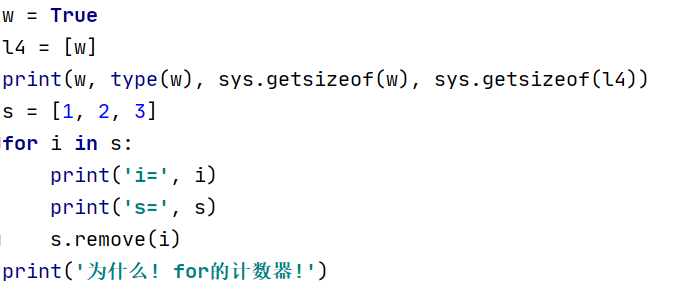 w = True
l4 = [w]
print(w, type(w), sys.getsizeof(w), sys.getsizeof(l4))
s = [1, 2, 3]
for i in s:
    print('i=', i)
    print('s=', s)
    s.remove(i)
print('为什么! for的计数器!')